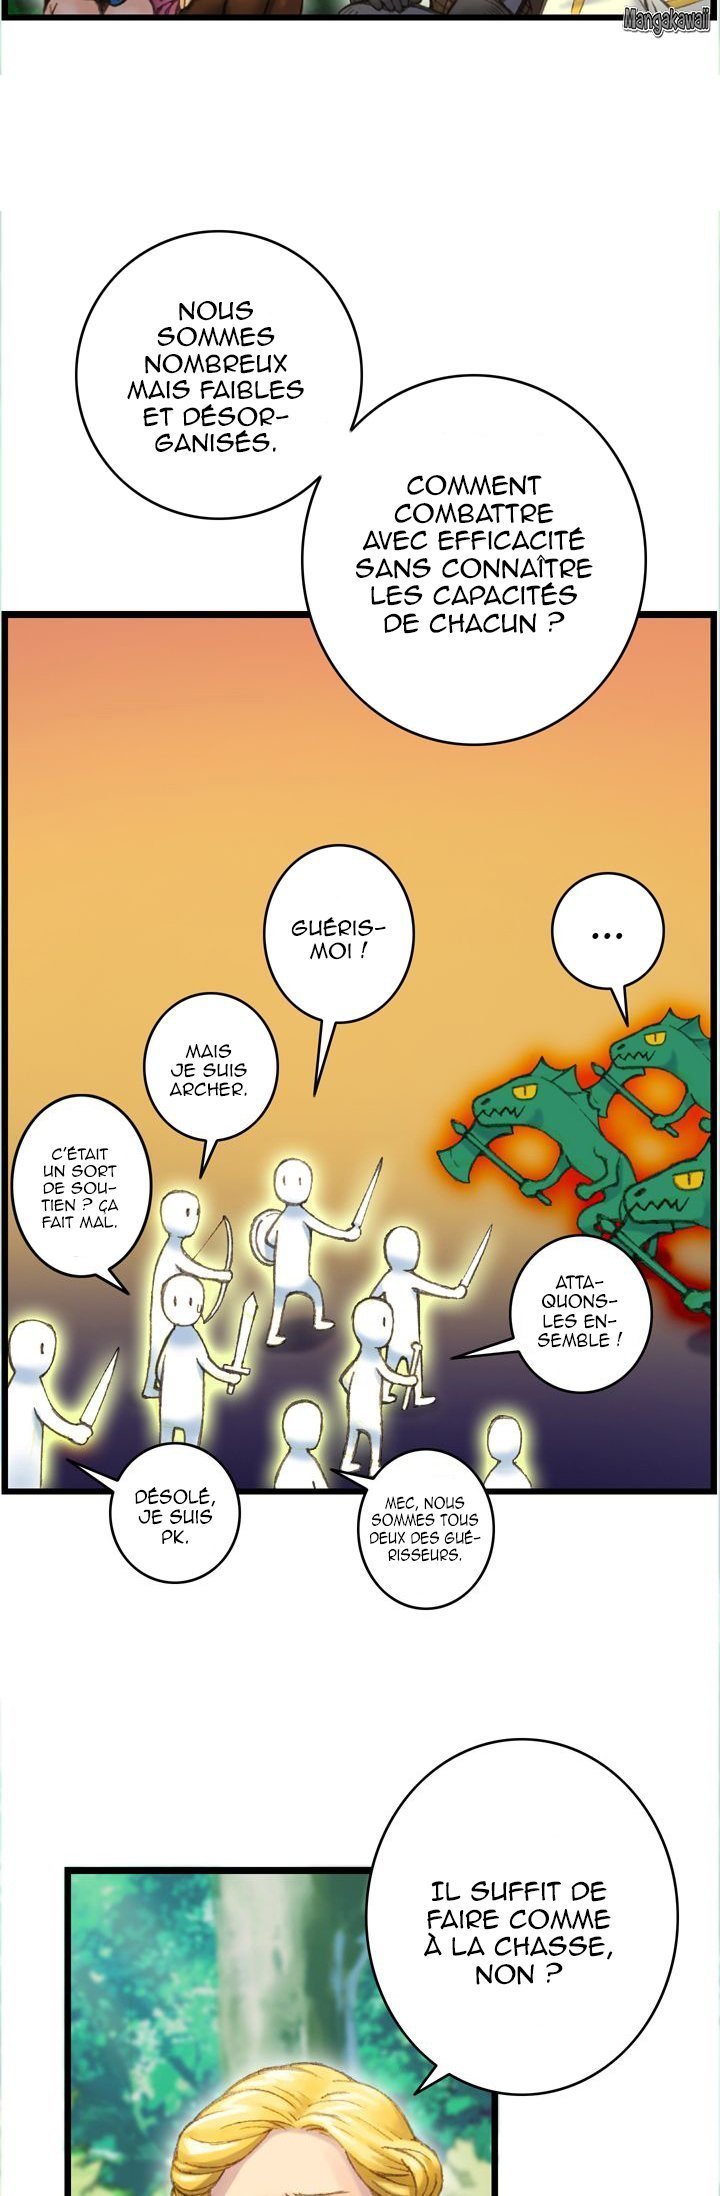 Mangakawaii
NOUS
SOMMES
NOMBREUX
MAIS FAIBLES
ET DÉSOR-
GANISÉS.
COMMENT
COMBATTRE
AVEC EFFICACITÉ
SANS CONNAÎTRE
LES CAPACITÉS
DE CHACUN ?
GUÉRIS-
MOI !
...
MAIS
JE SUIS
ARCHER.
C'ÉTAIT
UN SORT
DE SOU-
TIEN ? ÇA
FAIT MAL.
ATTA-
QUONS-
LES EN-
SEMBLE !
DÉSOLÉ,
JE SUIS
PK.
MEC, NOUS
SOMMES TOUS
DEUX DES GUÉ-
RISSEURS.
IL SUFFIT DE
FAIRE COMME
À LA CHASSE,
NON ?